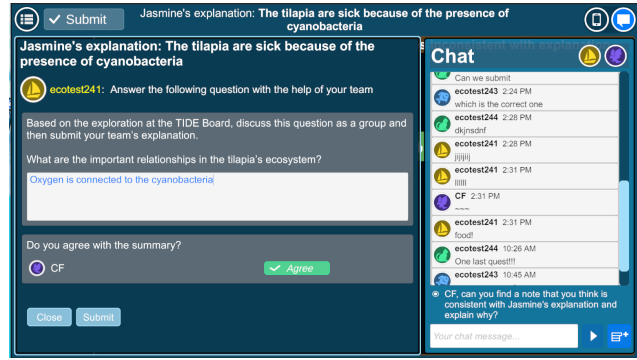 Submit
Jasmine's explanation: The tilapia are sick because of the presence of
cyanobacteria
Jasmine's explanation: The tilapia are sick because of the
presence of cyanobacteria
ecotest241: Answer the following question with the help of your team
Based on the exploration at the TIDE Board, discuss this question as a group and
then submit your team's explanation.
What are the important relationships in the tilapia's ecosystem?
Oxygen is connected to the cyanobacteria
Do you agree with the summary?
CF
Agree
Close
Submit
inconsistent with
Chat
Can we submit
ecotest243 2:24 PM
which is the correct one
ecotest244 2:28 PM
dkjnsdnf
ecotest241 2:28 PM
ecotest241 2:31 PM
CF 2:31 PM
~~~
ecotest241 2:31 PM
food!
ecotest244 10:26 AM
One last quest!!!
ecotest243 10:45 AM
CF, can you find a note that you think is
consistent with Jasmine's explanation and
explain why?
Your chat message...